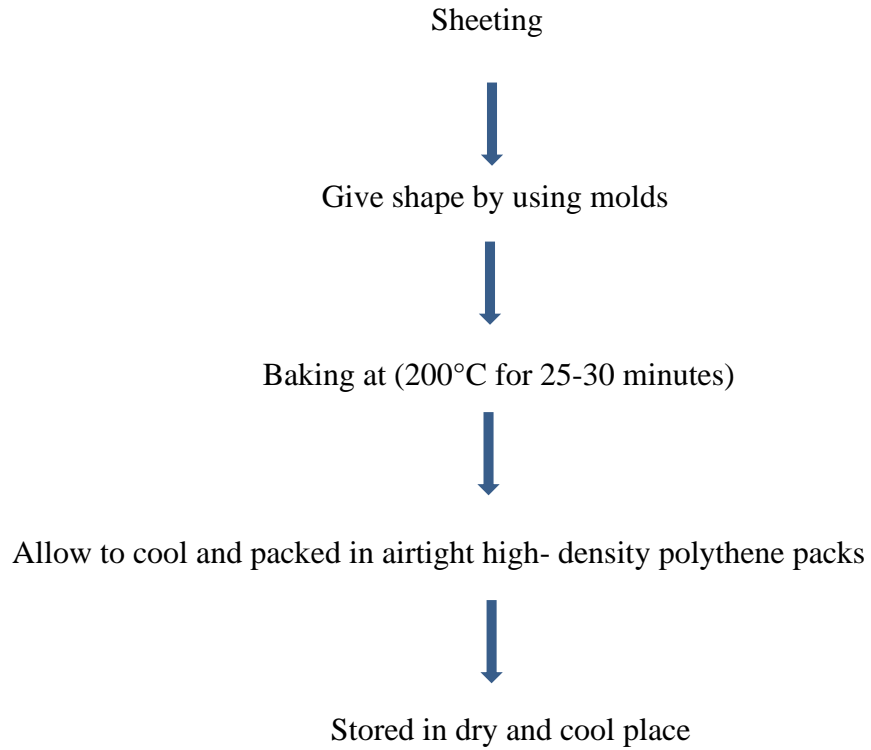 Sheeting
Give shape by using molds
Baking at (200°C for 25-30 minutes)
Allow to cool and packed in airtight high- density polythene packs
Stored in dry and cool place